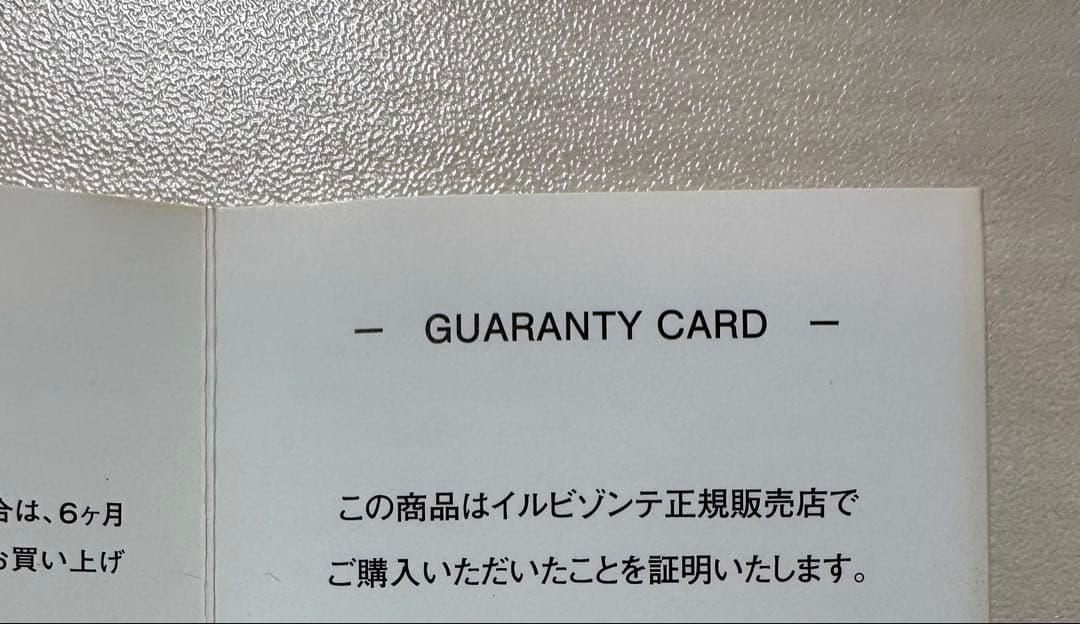 — GUARANTY CARD —
この商品はイルビゾンテ正規販売店で
ご購入いただいたことを証明いたします。
合は、6ヶ月
お買い上げ